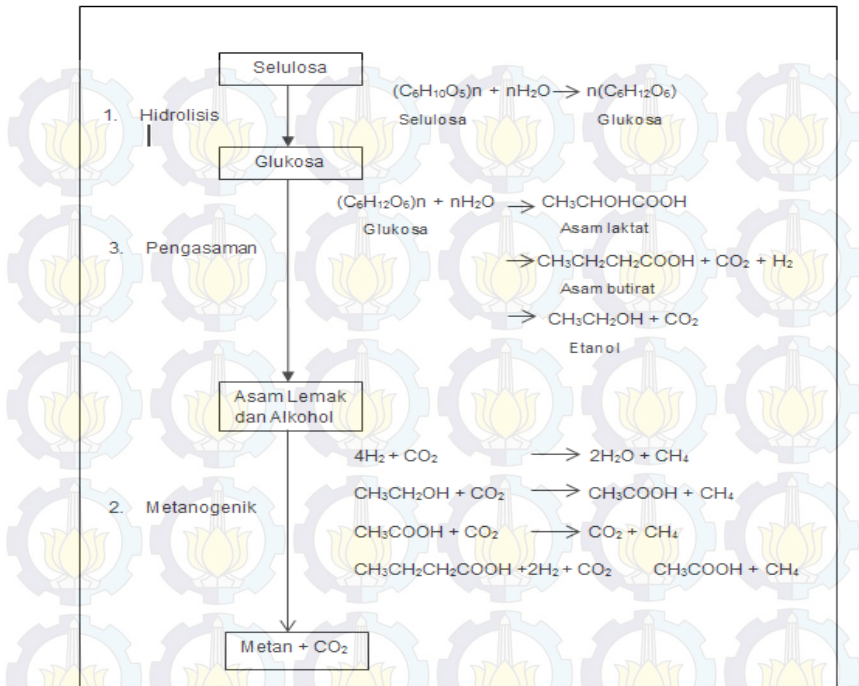 Selulosa
(C₆H₁₀O₅)n + nH₂O → n(C₆H₁₂O₆)
1. Hidrolisis
Selulosa Glukosa
Glukosa
(C₆H₁₂O₆)n + nH₂O → CH₃CHOHCOOH
Glukosa Asam laktat
3. Pengasaman
→ CH₃CH₂CH₂COOH + CO₂ + H₂
Asam butirat
→ CH₃CH₂OH + CO₂
Etanol
Asam Lemak
dan Alkohol
4H₂ + CO₂ → 2H₂O + CH₄
CH₃CH₂OH + CO₂ → CH₃COOH + CH₄
2. Metanogenik
CH₃COOH + CO₂ → CO₂ + CH₄
CH₃CH₂CH₂COOH +2H₂ + CO₂ CH₃COOH + CH₄
Metan + CO₂